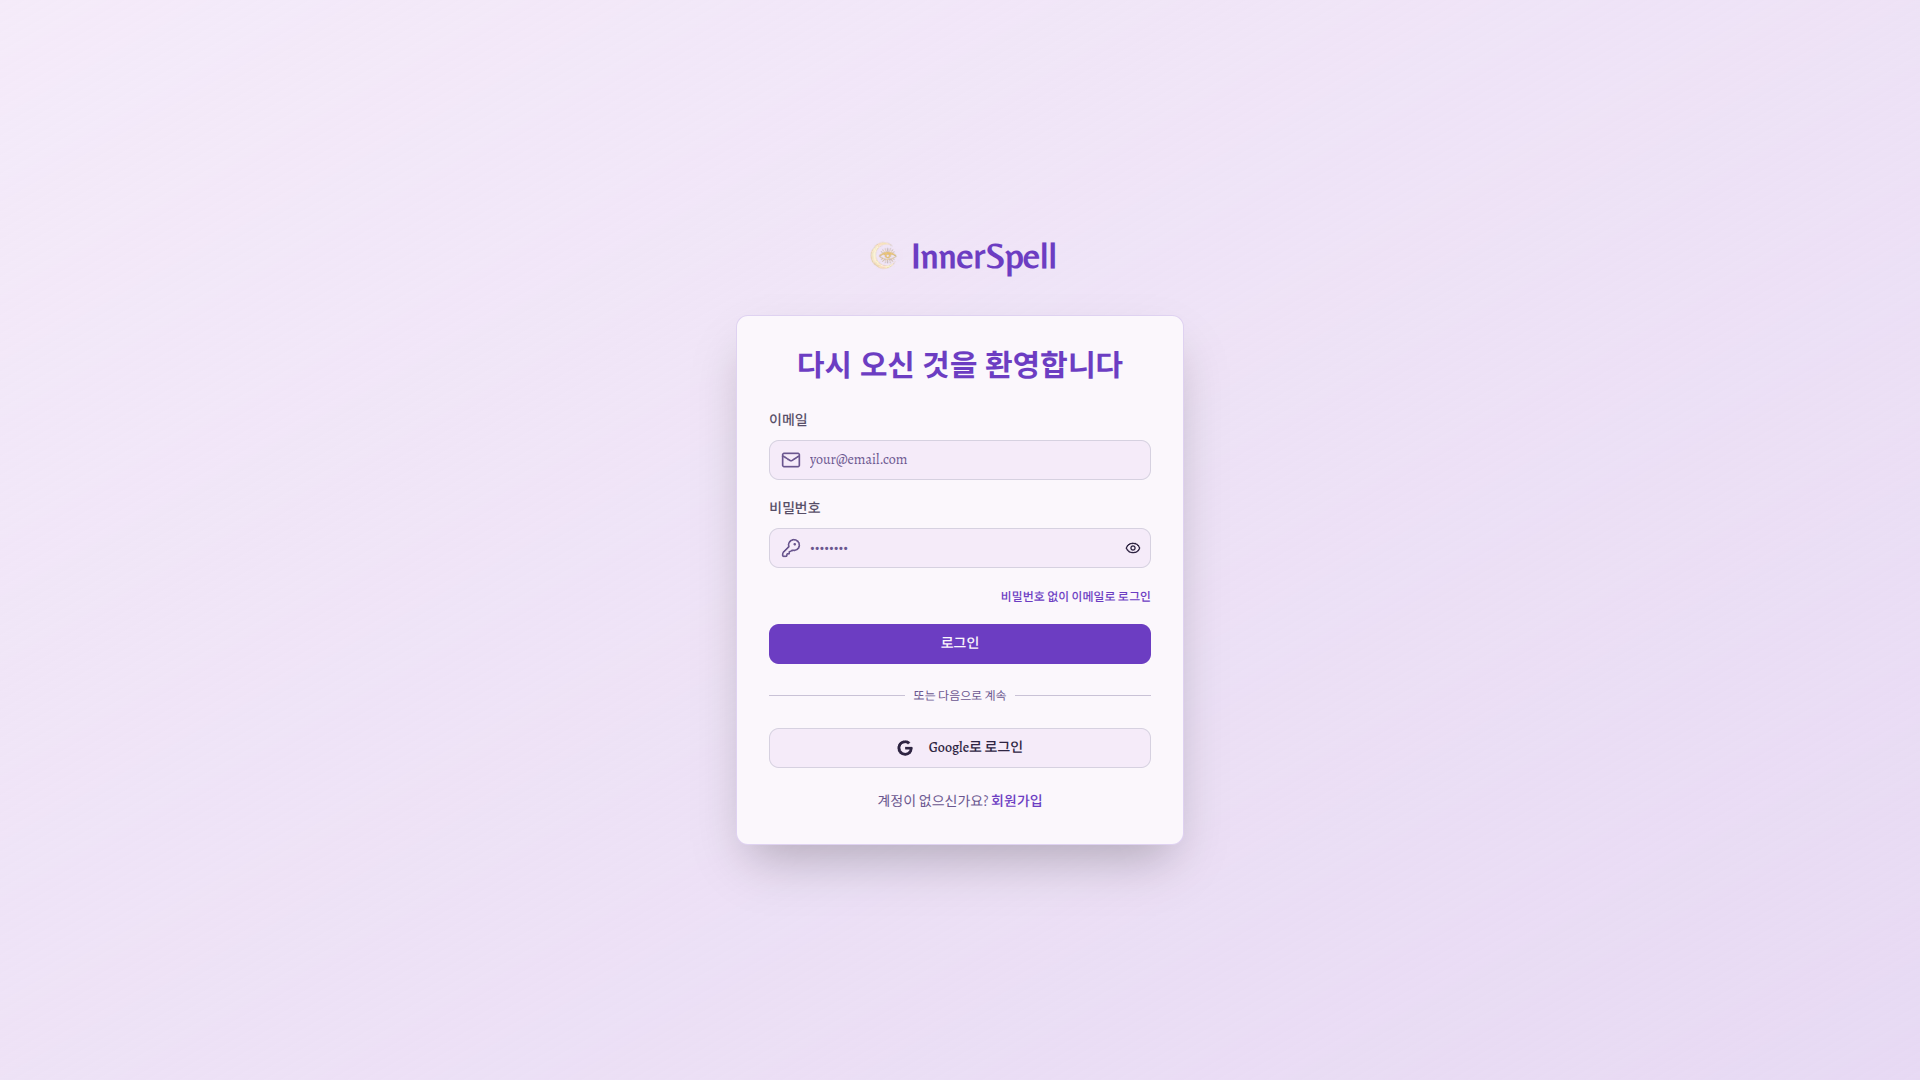 InnerSpell
다시 오신 것을 환영합니다
이메일
your@email.com
비밀번호
••••••••
비밀번호 없이 이메일로 로그인
로그인
또는 다음으로 계속
Google로 로그인
계정이 없으신가요? 회원가입